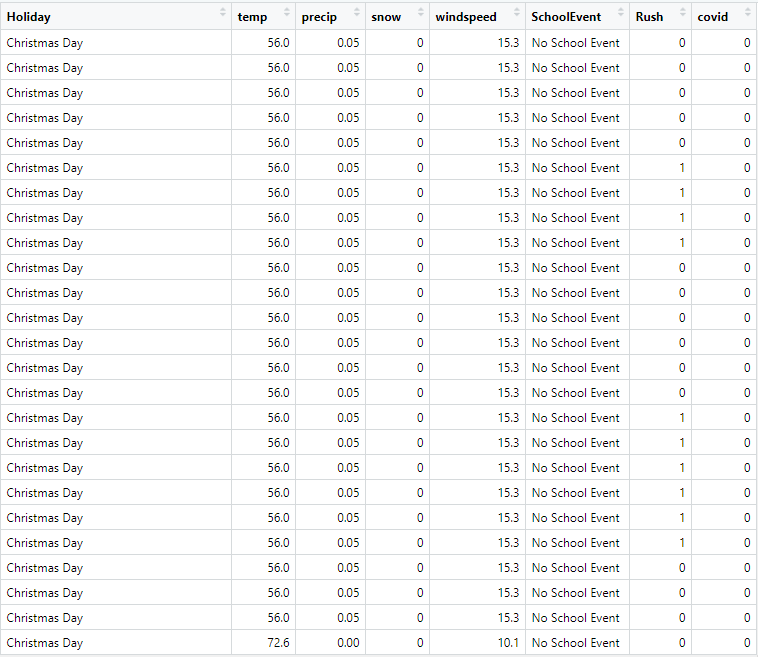 Holiday temp precip snow windspeed SchoolEvent Rush covid
Christmas Day 56.0 0.05 0 15.3 No School Event 0 0
Christmas Day 56.0 0.05 0 15.3 No School Event 0 0
Christmas Day 56.0 0.05 0 15.3 No School Event 0 0
Christmas Day 56.0 0.05 0 15.3 No School Event 0 0
Christmas Day 56.0 0.05 0 15.3 No School Event 0 0
Christmas Day 56.0 0.05 0 15.3 No School Event 1 0
Christmas Day 56.0 0.05 0 15.3 No School Event 1 0
Christmas Day 56.0 0.05 0 15.3 No School Event 1 0
Christmas Day 56.0 0.05 0 15.3 No School Event 1 0
Christmas Day 56.0 0.05 0 15.3 No School Event 0 0
Christmas Day 56.0 0.05 0 15.3 No School Event 0 0
Christmas Day 56.0 0.05 0 15.3 No School Event 0 0
Christmas Day 56.0 0.05 0 15.3 No School Event 0 0
Christmas Day 56.0 0.05 0 15.3 No School Event 0 0
Christmas Day 56.0 0.05 0 15.3 No School Event 0 0
Christmas Day 56.0 0.05 0 15.3 No School Event 1 0
Christmas Day 56.0 0.05 0 15.3 No School Event 1 0
Christmas Day 56.0 0.05 0 15.3 No School Event 1 0
Christmas Day 56.0 0.05 0 15.3 No School Event 1 0
Christmas Day 56.0 0.05 0 15.3 No School Event 1 0
Christmas Day 56.0 0.05 0 15.3 No School Event 1 0
Christmas Day 56.0 0.05 0 15.3 No School Event 0 0
Christmas Day 56.0 0.05 0 15.3 No School Event 0 0
Christmas Day 56.0 0.05 0 15.3 No School Event 0 0
Christmas Day 72.6 0.00 0 10.1 No School Event 0 0